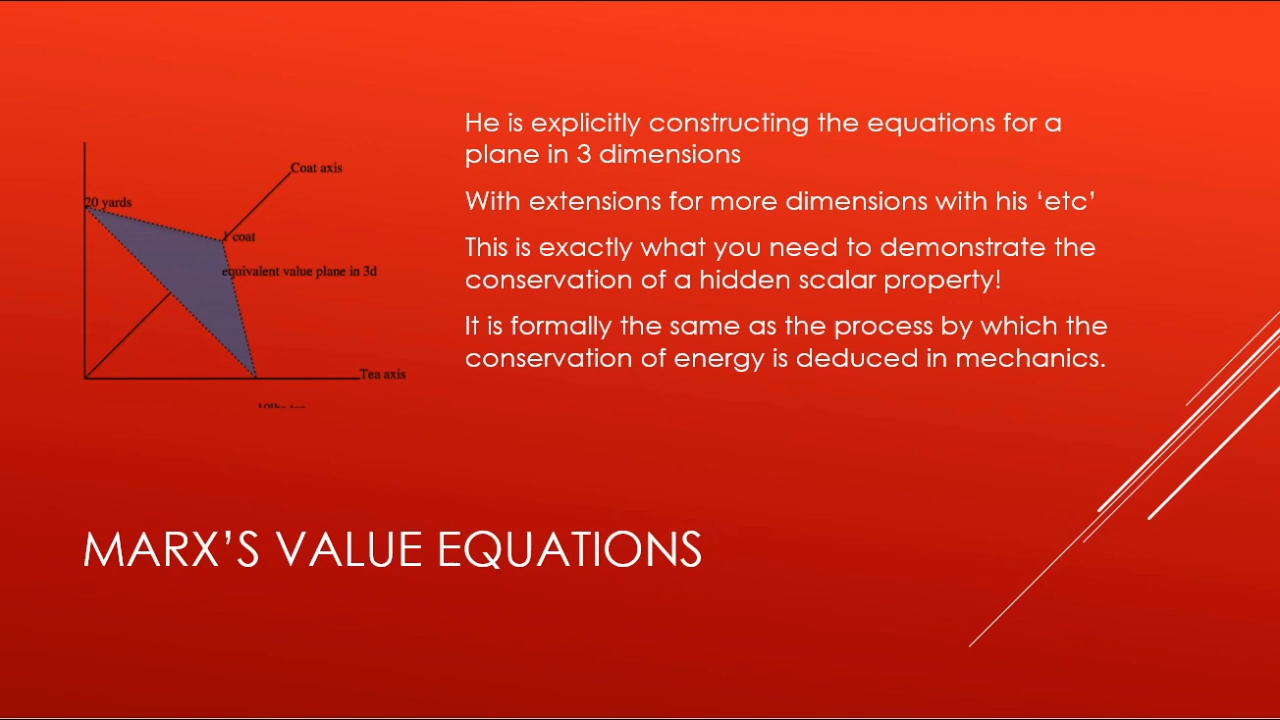 He is explicitly constructing the equations for a
plane in 3 dimensions
With extensions for more dimensions with his ‘etc’
This is exactly what you need to demonstrate the
conservation of a hidden scalar property!
It is formally the same as the process by which the
conservation of energy is deduced in mechanics.
Coat axis
20 yards
1 coat
equivalent value plane in 3d
Tea axis
MARX’S VALUE EQUATIONS